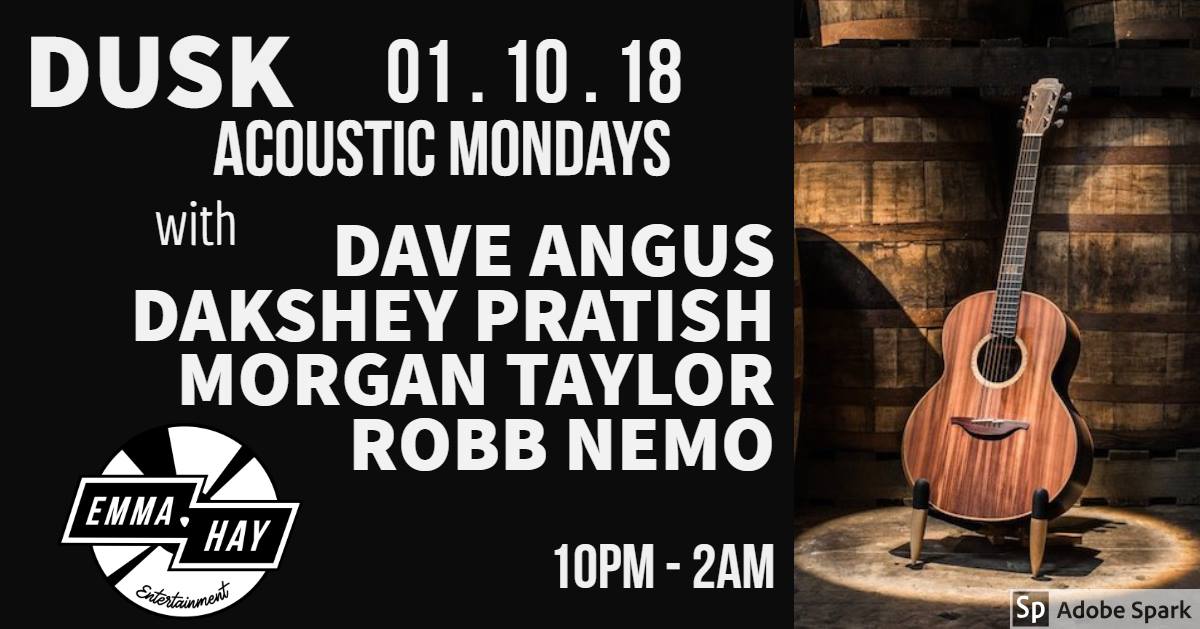 DUSK 01 . 10 . 18
ACOUSTIC MONDAYS
with
DAVE ANGUS
DAKSHEY PRATISH
MORGAN TAYLOR
ROBB NEMO
EMMA
HAY
Entertainment
10PM - 2AM
Sp Adobe Spark